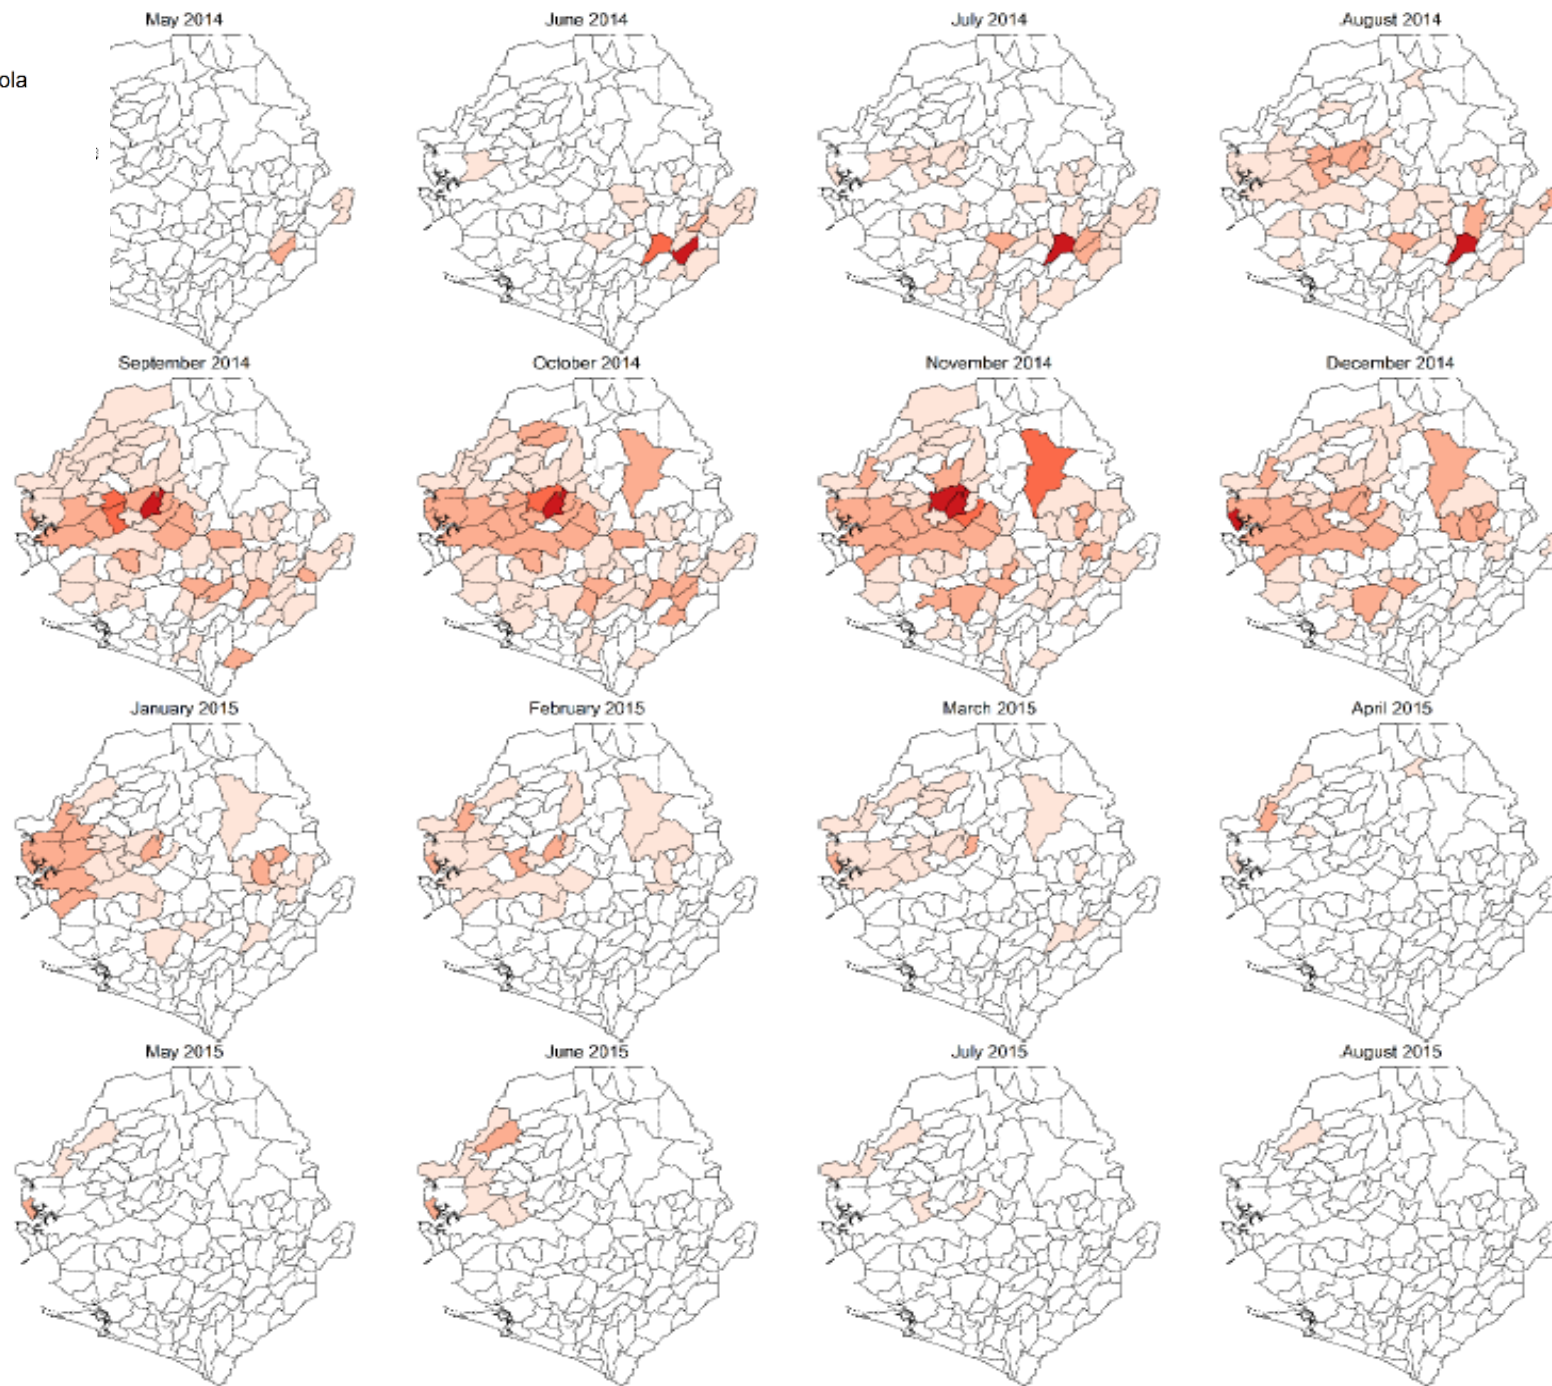 May 2014
June 2014
July 2014
August 2014
ola
September 2014
October 2014
November 2014
December 2014
January 2015
February 2015
March 2015
April 2015
May 2015
June 2015
July 2015
August 2015